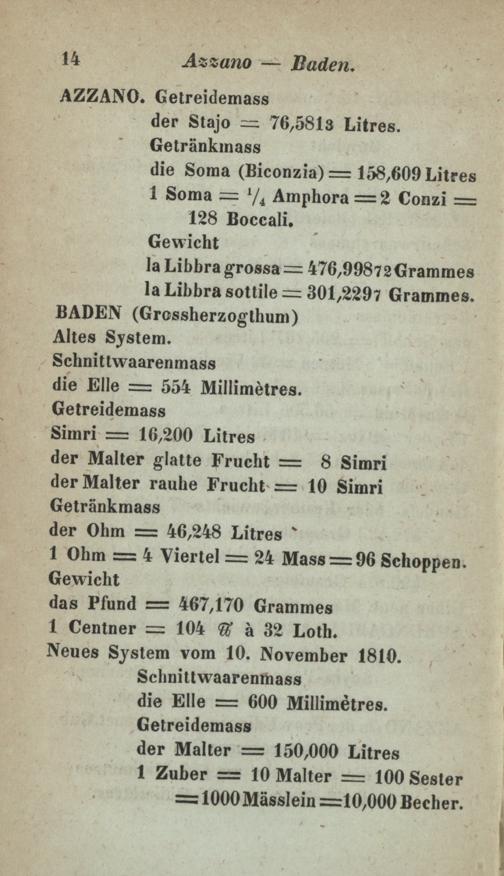 14 Azzano — Baden.
AZZANO. Getreidemass
der Stajo = 76,5813 Litres.
Getränkmass
die Soma (Biconzia) = 158,609 Litres
1 Soma = 1/4 Amphora = 2 Conzi =
128 Boccali.
Gewicht
la Libbra grossa = 476,99872 Grammes
la Libbra sottile = 301,2297 Grammes.
BADEN (Grossherzogthum)
Altes System.
Schnittwaarenmass
die Elle = 554 Millimètres.
Getreidemass
Simri = 16,200 Litres
der Malter glatte Frucht = 8 Simri
der Malter rauhe Frucht = 10 Simri
Getränkmass
der Ohm = 46,248 Litres
1 Ohm = 4 Viertel = 24 Mass = 96 Schoppen.
Gewicht
das Pfund = 467,170 Grammes
1 Centner = 104 ℔ à 32 Loth.
Neues System vom 10. November 1810.
Schnittwaarenmass
die Elle = 600 Millimètres.
Getreidemass
der Malter = 150,000 Litres
1 Zuber = 10 Malter = 100 Sester
= 1000 Mässlein = 10,000 Becher.